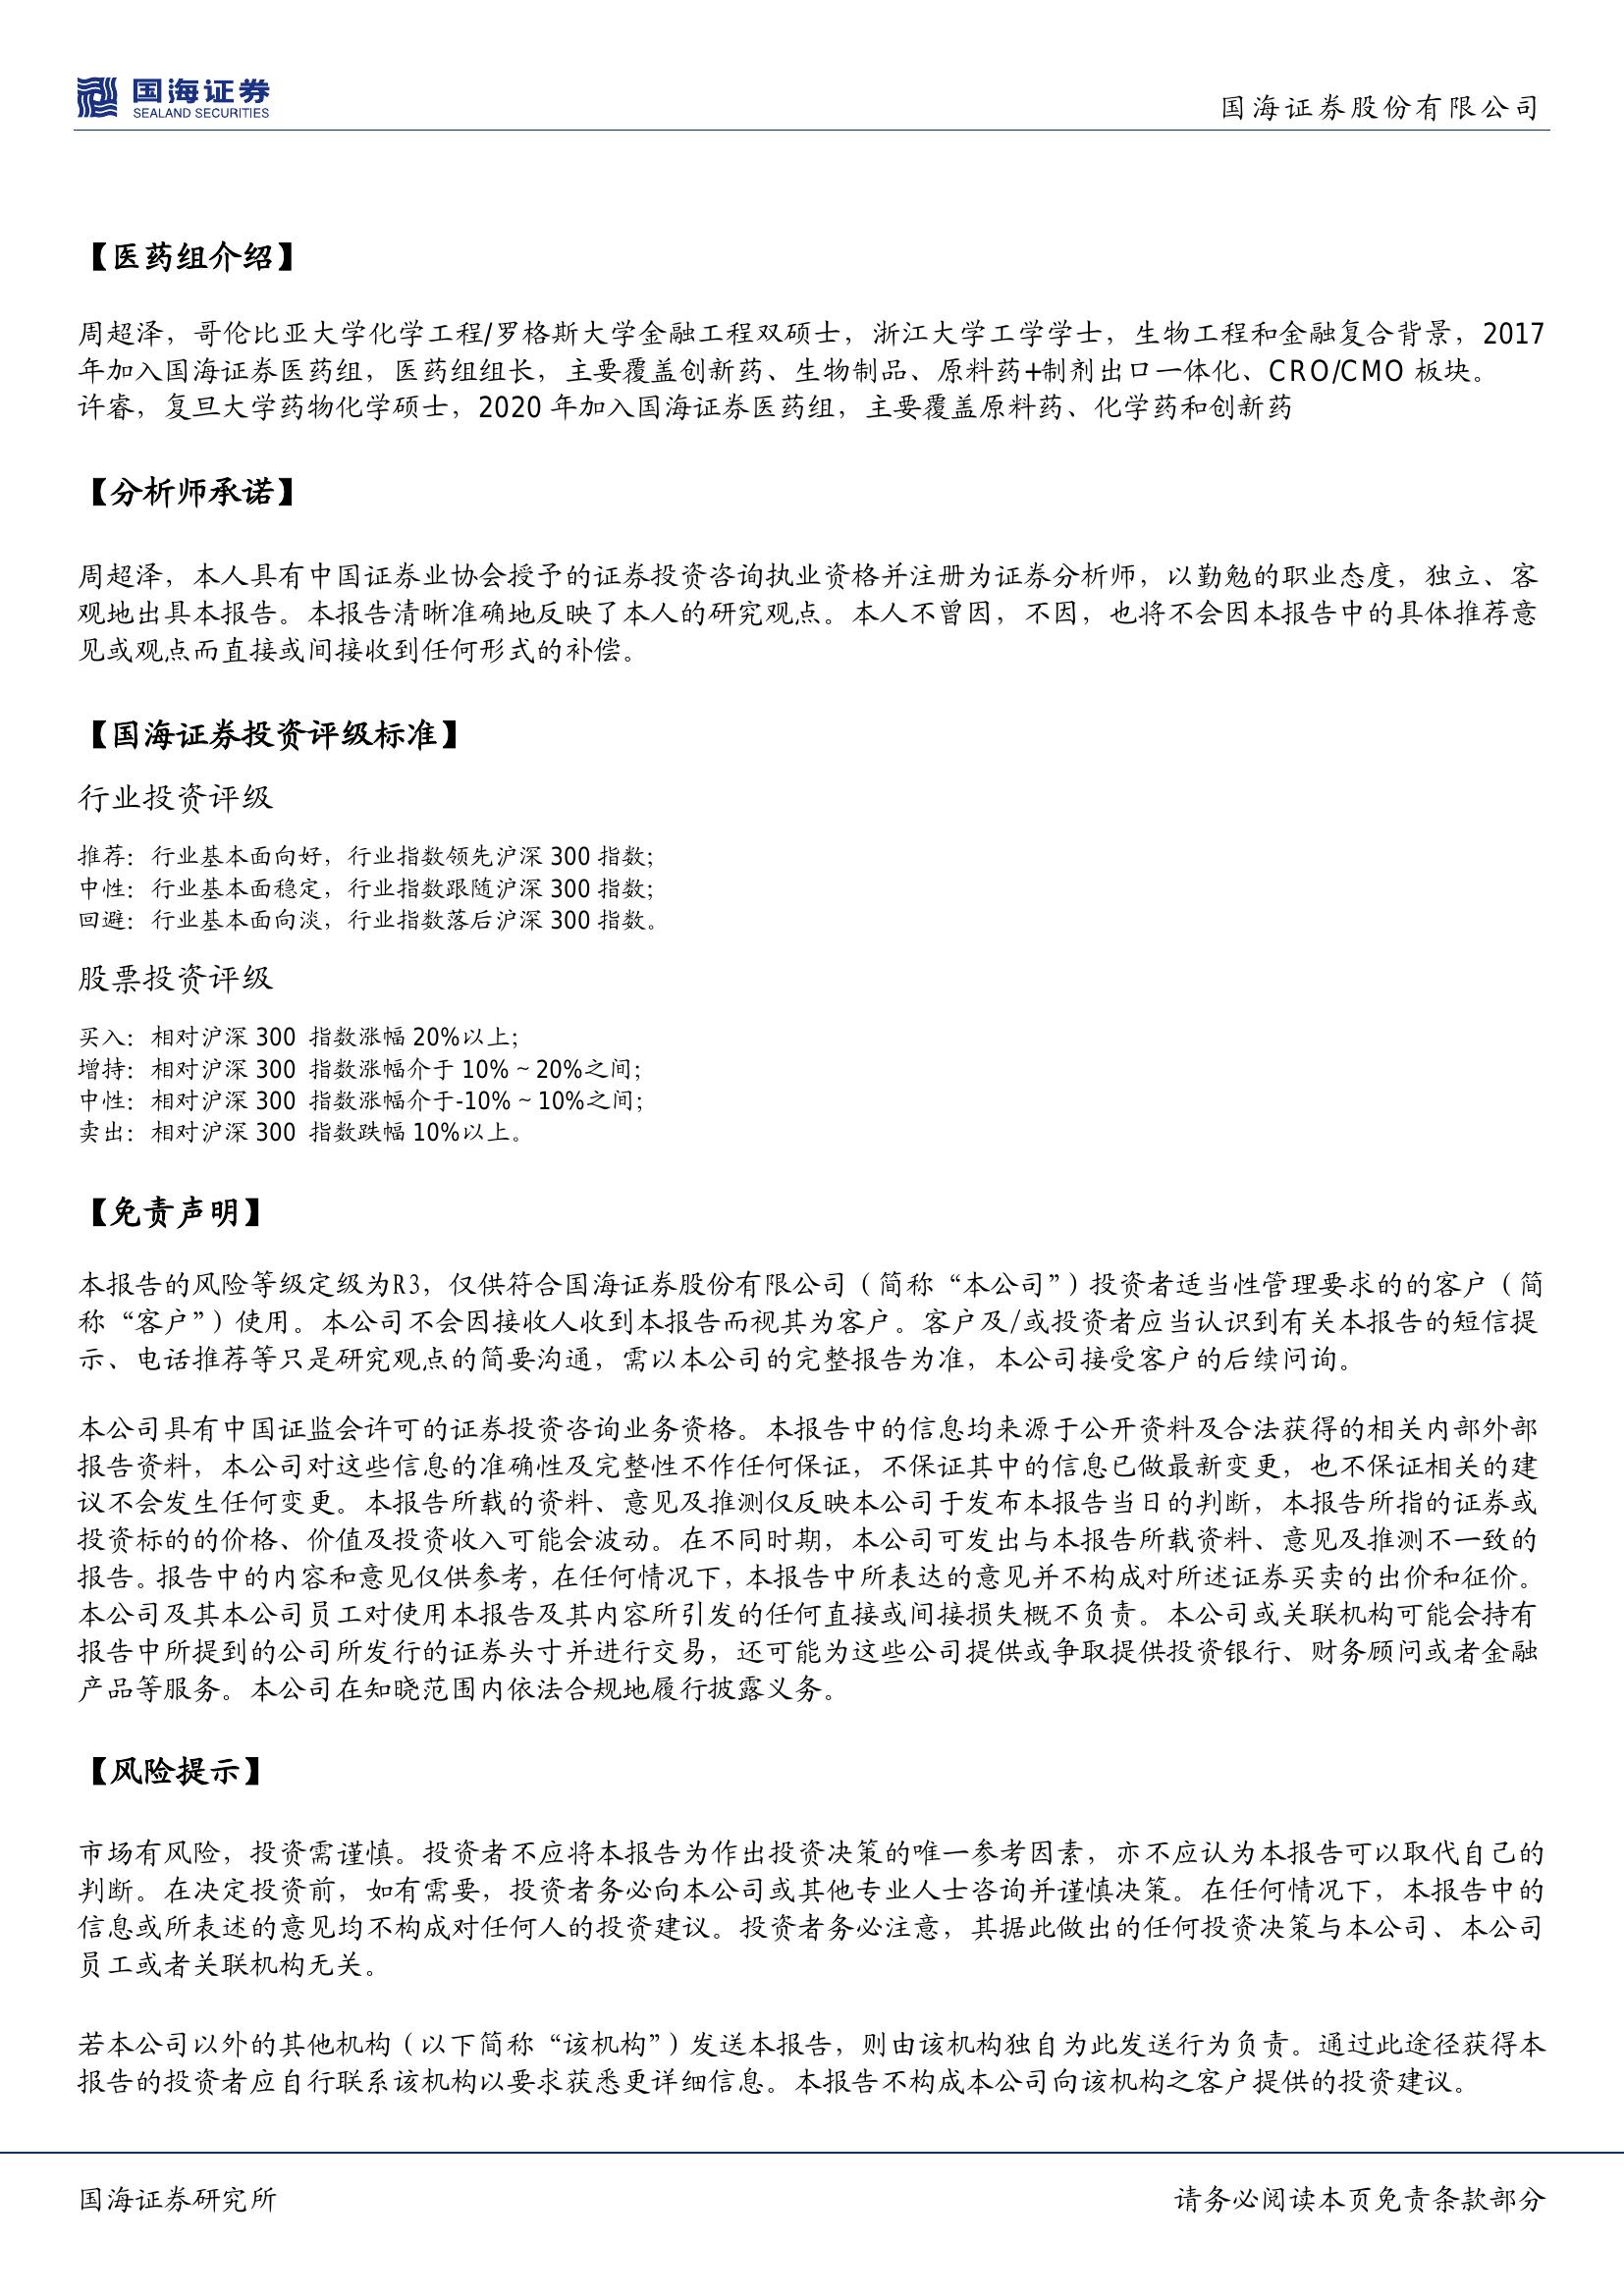 国海证券
SEALAND SECURITIES
国海证券股份有限公司
【医药组介绍】
周超泽，哥伦比亚大学化学工程/罗格斯大学金融工程双硕士，浙江大学工学学士，生物工程和金融复合背景，2017
年加入国海证券医药组，医药组组长，主要覆盖创新药、生物制品、原料药+制剂出口一体化、CRO/CMO 板块。
许睿，复旦大学药物化学硕士，2020 年加入国海证券医药组，主要覆盖原料药、化学药和创新药
【分析师承诺】
周超泽，本人具有中国证券业协会授予的证券投资咨询执业资格并注册为证券分析师，以勤勉的职业态度，独立、客
观地出具本报告。本报告清晰准确地反映了本人的研究观点。本人不曾因，不因，也将不会因本报告中的具体推荐意
见或观点而直接或间接收到任何形式的补偿。
【国海证券投资评级标准】
行业投资评级
推荐：行业基本面向好，行业指数领先沪深 300 指数；
中性：行业基本面稳定，行业指数跟随沪深 300 指数；
回避：行业基本面向淡，行业指数落后沪深 300 指数。
股票投资评级
买入：相对沪深 300 指数涨幅 20%以上；
增持：相对沪深 300 指数涨幅介于 10%～20%之间；
中性：相对沪深 300 指数涨幅介于-10%～10%之间；
卖出：相对沪深 300 指数跌幅 10%以上。
【免责声明】
本报告的风险等级定级为R3，仅供符合国海证券股份有限公司（简称“本公司”）投资者适当性管理要求的的客户（简
称“客户”）使用。本公司不会因接收人收到本报告而视其为客户。客户及/或投资者应当认识到有关本报告的短信提
示、电话推荐等只是研究观点的简要沟通，需以本公司的完整报告为准，本公司接受客户的后续问询。
本公司具有中国证监会许可的证券投资咨询业务资格。本报告中的信息均来源于公开资料及合法获得的相关内部外部
报告资料，本公司对这些信息的准确性及完整性不作任何保证，不保证其中的信息已做最新变更，也不保证相关的建
议不会发生任何变更。本报告所载的资料、意见及推测仅反映本公司于发布本报告当日的判断，本报告所指的证券或
投资标的的价格、价值及投资收入可能会波动。在不同时期，本公司可发出与本报告所载资料、意见及推测不一致的
报告。报告中的内容和意见仅供参考，在任何情况下，本报告中所表达的意见并不构成对所述证券买卖的出价和征价。
本公司及其本公司员工对使用本报告及其内容所引发的任何直接或间接损失概不负责。本公司或关联机构可能会持有
报告中所提到的公司所发行的证券头寸并进行交易，还可能为这些公司提供或争取提供投资银行、财务顾问或者金融
产品等服务。本公司在知晓范围内依法合规地履行披露义务。
【风险提示】
市场有风险，投资需谨慎。投资者不应将本报告为作出投资决策的唯一参考因素，亦不应认为本报告可以取代自己的
判断。在决定投资前，如有需要，投资者务必向本公司或其他专业人士咨询并谨慎决策。在任何情况下，本报告中的
信息或所表述的意见均不构成对任何人的投资建议。投资者务必注意，其据此做出的任何投资决策与本公司、本公司
员工或者关联机构无关。
若本公司以外的其他机构（以下简称“该机构”）发送本报告，则由该机构独自为此发送行为负责。通过此途径获得本
报告的投资者应自行联系该机构以要求获悉更详细信息。本报告不构成本公司向该机构之客户提供的投资建议。
国海证券研究所
请务必阅读本页免责条款部分